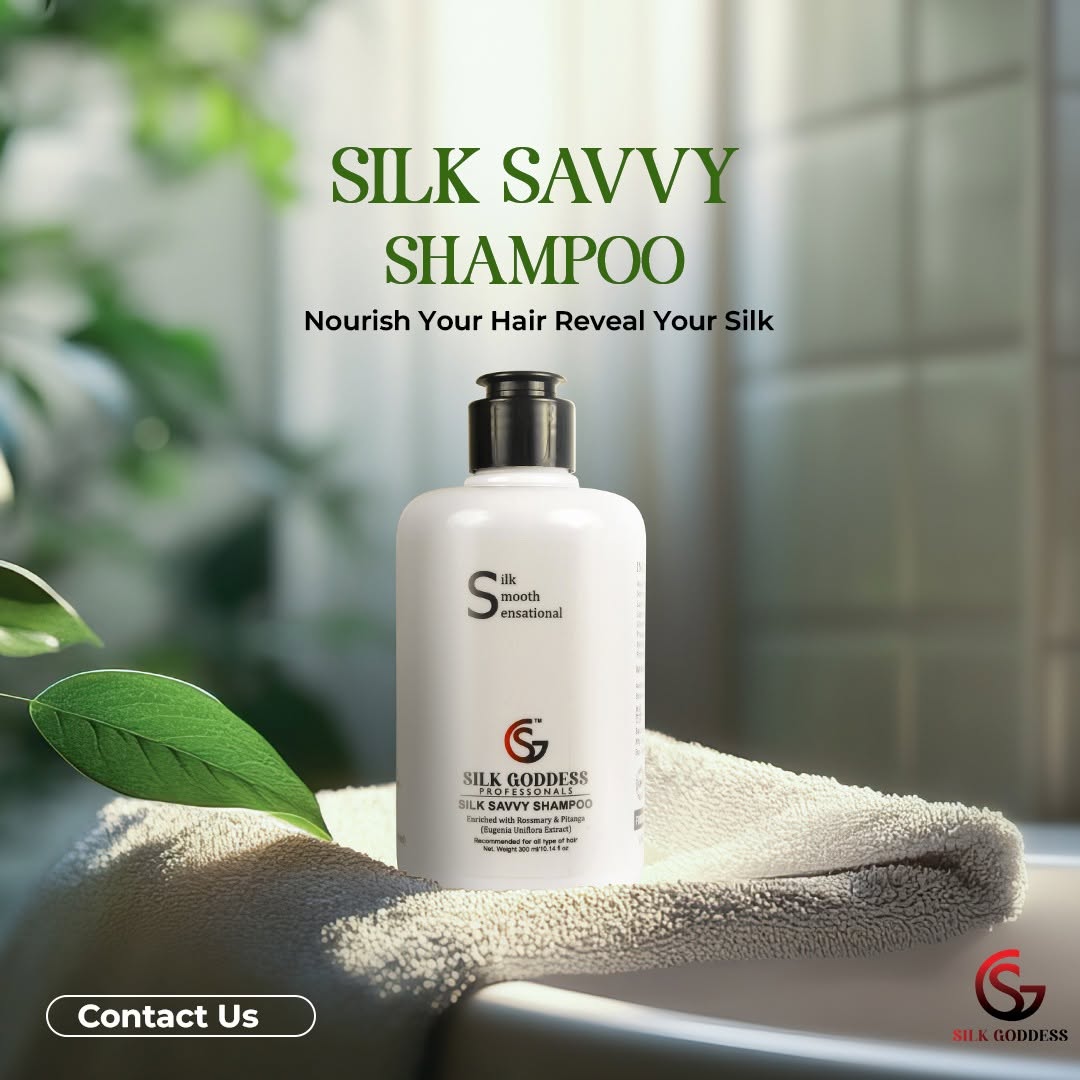 SILK SAVVY
SHAMPOO
Nourish Your Hair Reveal Your Silk
Silk
Smooth
Sensational
SG™
SILK GODDESS
PROFESSONALS
SILK SAVVY SHAMPOO
Enriched with Rossmary & Pitanga
(Eugenia Uniflora Extract)
Recommended for all type of hair
Net. Weight 300 ml/10.14 fl oz
Contact Us
SG
SILK GODDESS